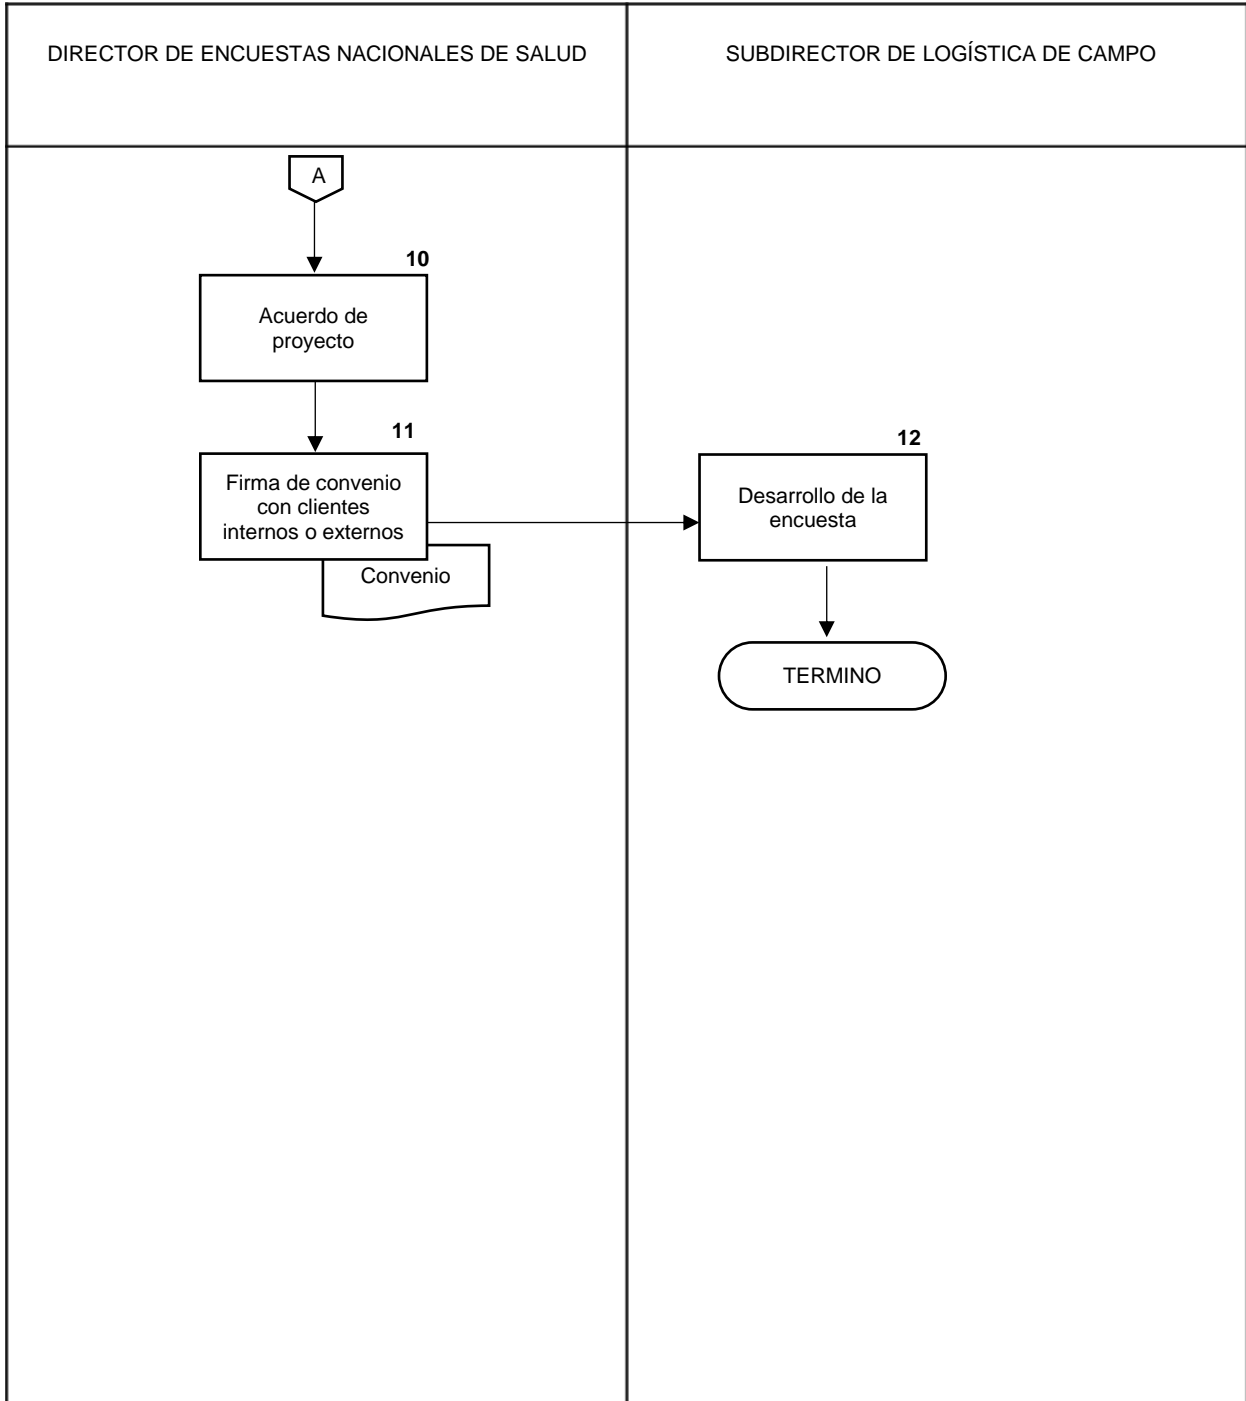 DIRECTOR DE ENCUESTAS NACIONALES DE SALUD
SUBDIRECTOR DE LOGÍSTICA DE CAMPO
A
10
Acuerdo de
proyecto
11
Firma de convenio
con clientes
internos o externos
Convenio
12
Desarrollo de la
encuesta
TERMINO